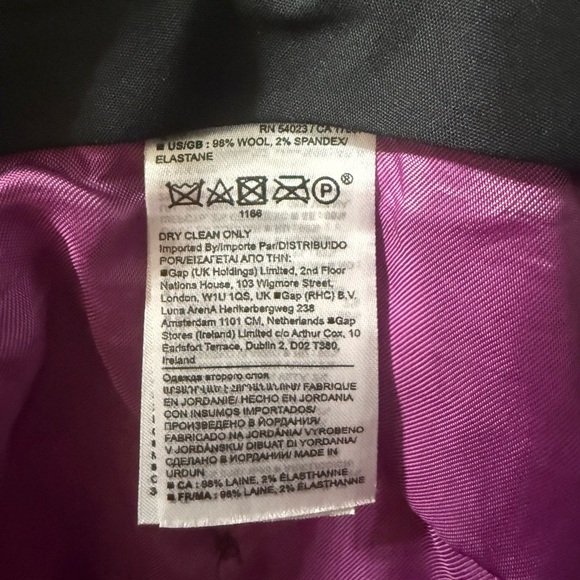 RN 54023 / CA
■ US/GB : 98% WOOL, 2% SPANDEX/
ELASTANE
P ®
1166
DRY CLEAN ONLY
Imported By/Importe Par/DISTRIBUIDO
POR/ΕΙΣΑΓΕΤΑΙ ΑΠΟ ΤΗΝ:
■Gap (UK Holdings) Limited, 2nd Floor
Nations House, 103 Wigmore Street,
London, W1U 1QS, UK ■Gap (RHC) B.V.
Luna ArenA Herikerbergweg 238
Amsterdam 1101 CM, Netherlands ■Gap
Stores (Ireland) Limited c/o Arthur Cox, 10
Earlsfort Terrace, Dublin 2, D02 T380,
Ireland
Одежда второго слоя
FABRIQUE
EN JORDANIE/ HECHO EN JORDANIA
CON INSUMOS IMPORTADOS/
ПРОИЗВЕДЕНО В ЙОРДАНИЯ/
FABRICADO NA JORDÂNIA/ VYROBENO
V JORDÁNSKU/ DIBUAT DI YORDANIA/
СДЕЛАНО В ИОРДАНИИ/ MADE IN
URDUN
■ CA : 98% LAINE, 2% ÉLASTHANNE
■ FR/MA : 98% LAINE, 2% ÉLASTHANNE